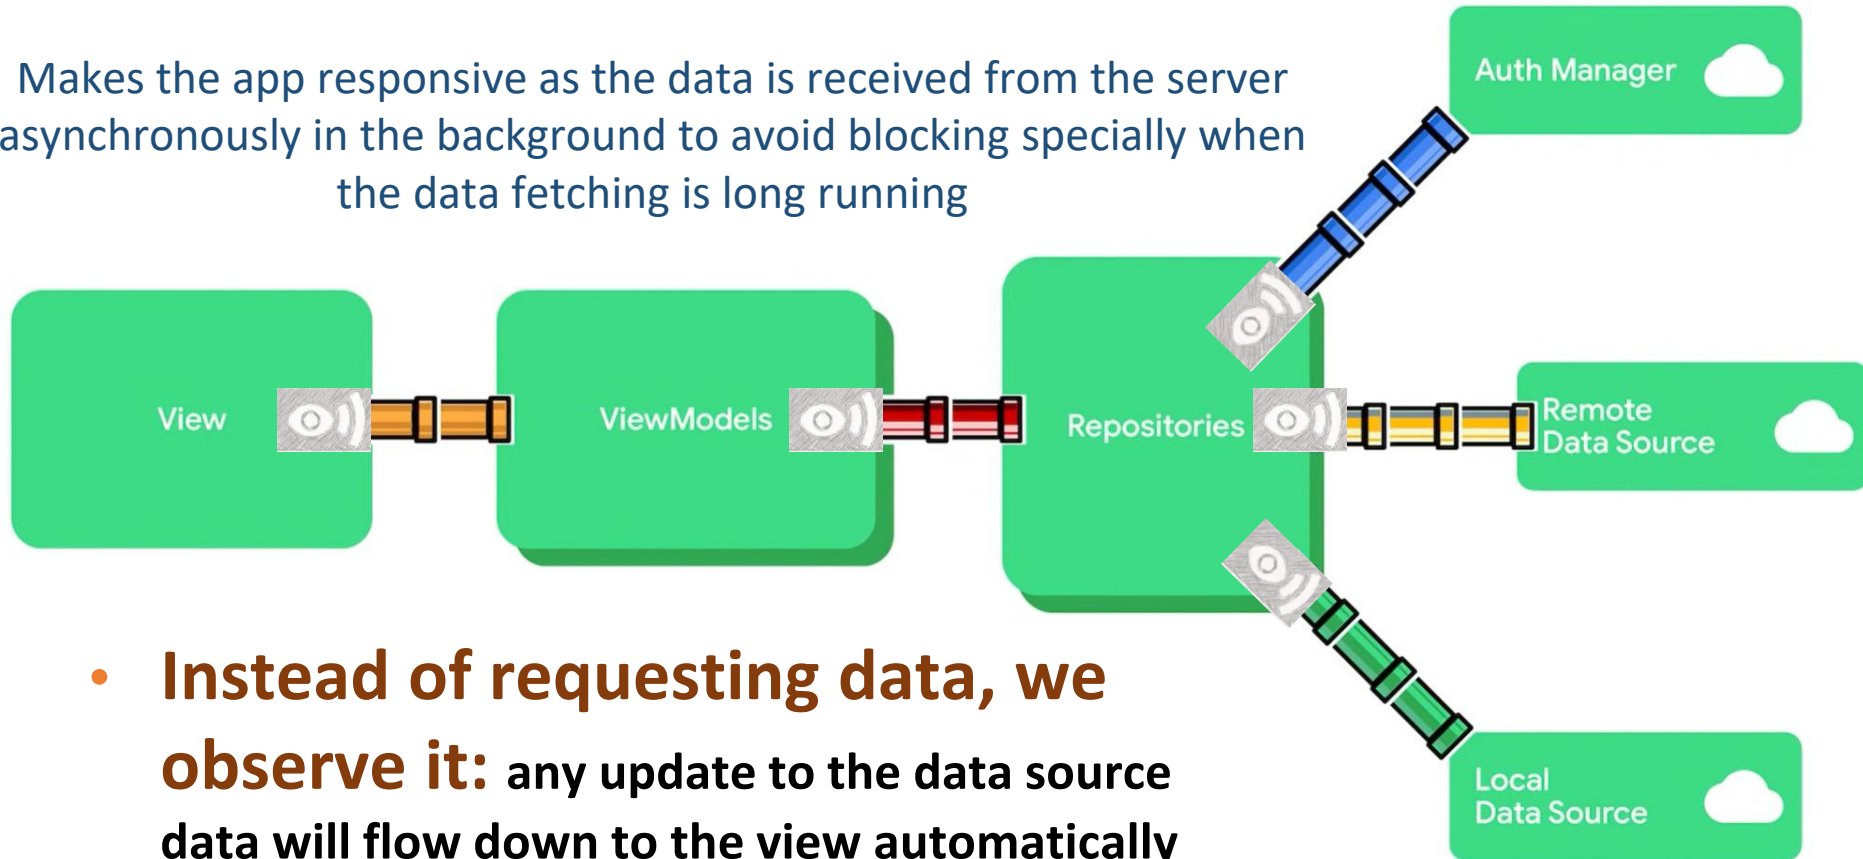 Makes the app responsive as the data is received from the server
asynchronously in the background to avoid blocking specially when
the data fetching is long running
Auth Manager
View
ViewModels
Repositories
Remote
Data Source
Local
Data Source
• Instead of requesting data, we
observe it: any update to the data source
data will flow down to the view automatically